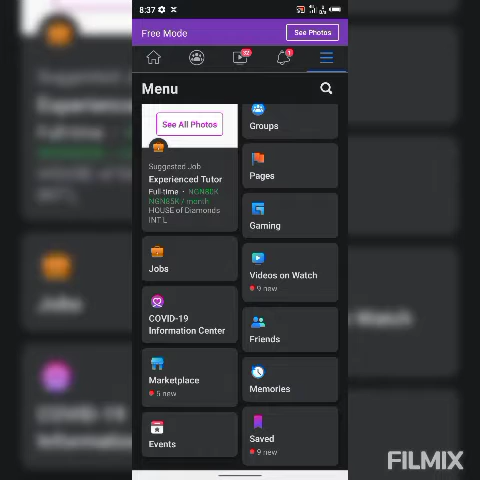 8:37
Free Mode
See Photos
32
1
Menu
See All Photos
Suggested Job
Experienced Tutor
Full-time · NGN80K
NGN85K / month
HOUSE of Diamonds
INT'L
Jobs
COVID-19
Information Center
Marketplace
5 new
Events
Groups
Pages
Gaming
Videos on Watch
9 new
Friends
Memories
Saved
9 new
FILMIX